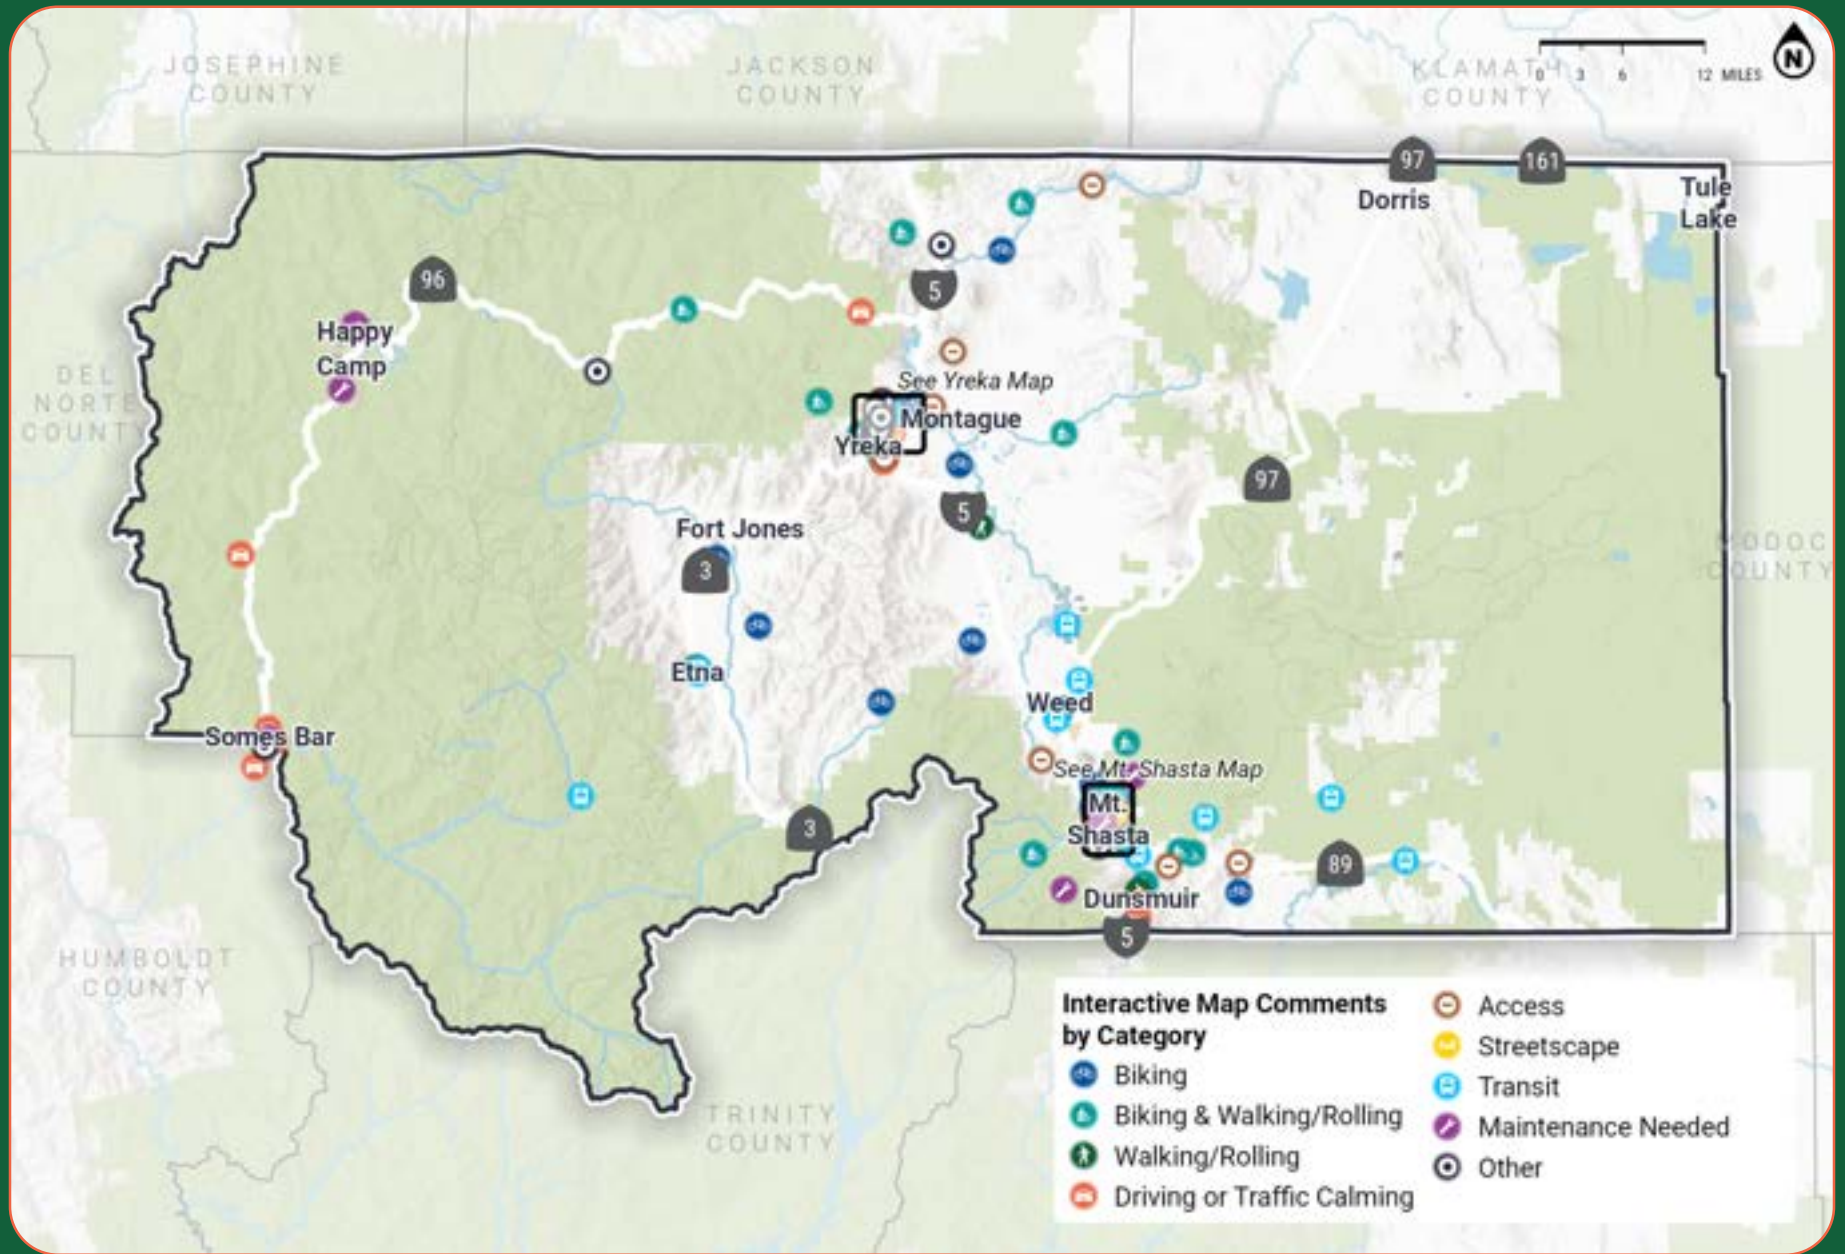 JOSEPHINE
COUNTY
JACKSON
COUNTY
KLAMATH
COUNTY
0 3 6 12 MILES
N
97
161
Dorris
Tule
Lake
96
5
Happy
Camp
DEL
NORTE
COUNTY
See Yreka Map
Montague
Yreka
97
5
Fort Jones
3
MODOC
COUNTY
Etna
Weed
Somes Bar
See Mt. Shasta Map
Mt.
Shasta
3
89
Dunsmuir
5
HUMBOLDT
COUNTY
TRINITY
COUNTY
Interactive Map Comments
by Category
Biking
Biking & Walking/Rolling
Walking/Rolling
Driving or Traffic Calming
Access
Streetscape
Transit
Maintenance Needed
Other